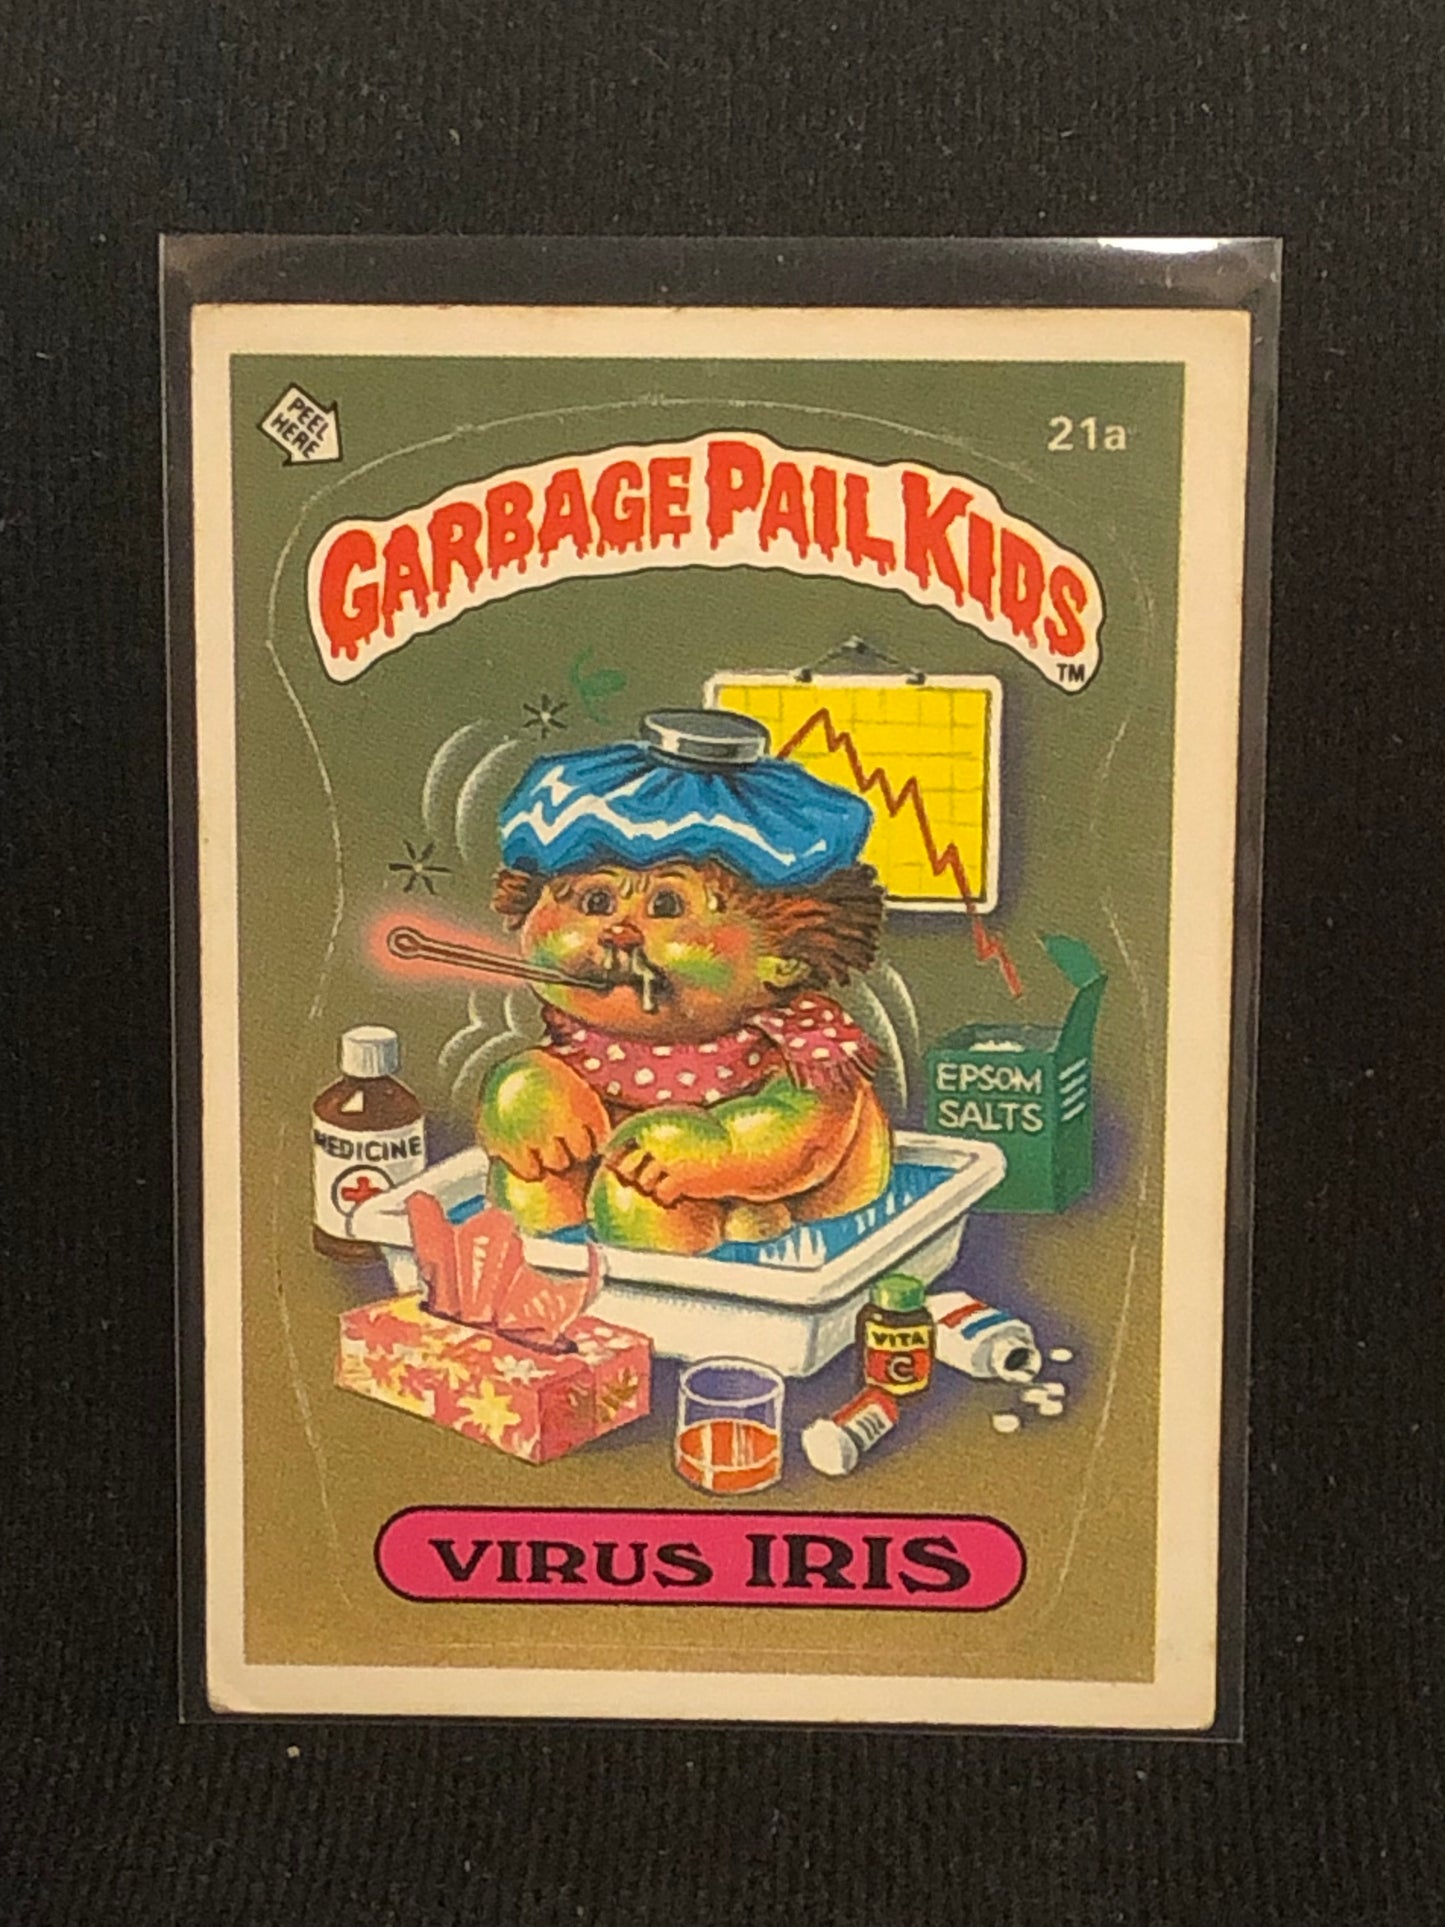 PEEL
HERE
21a
GARBAGE PAIL KIDS
TM
EPSOM
SALTS
MEDICINE
VITA
C
VIRUS IRIS